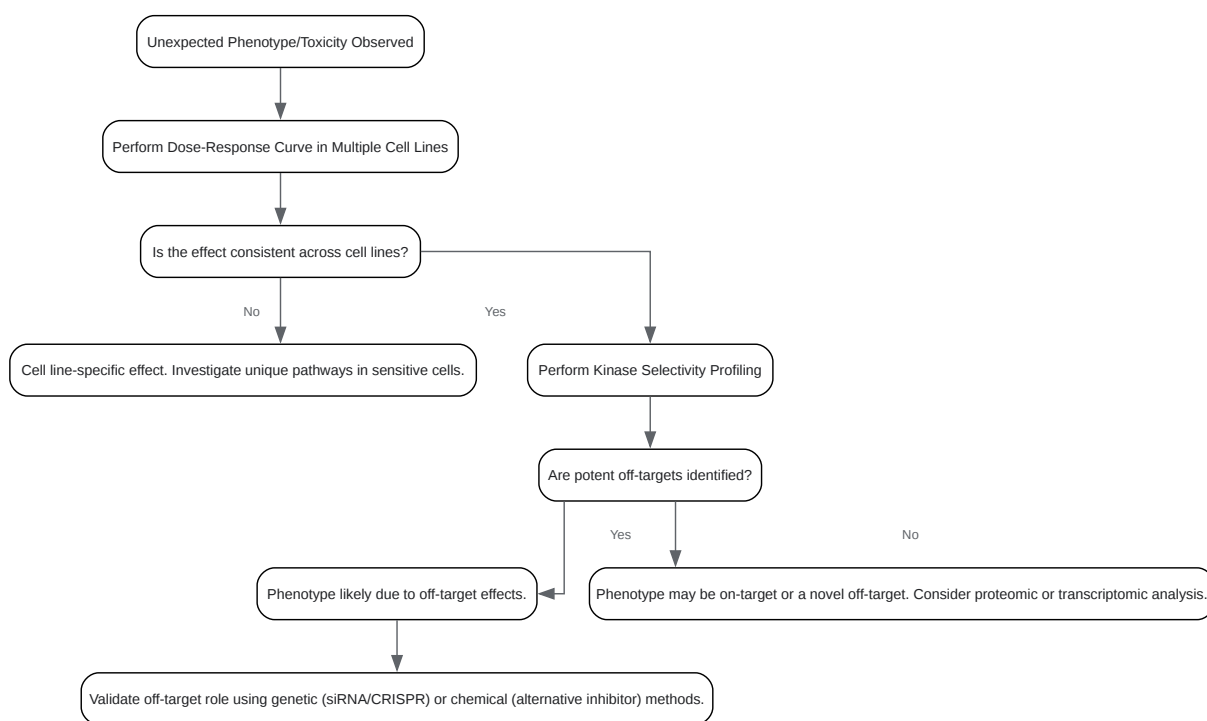 Unexpected Phenotype/Toxicity Observed
Perform Dose-Response Curve in Multiple Cell Lines
Is the effect consistent across cell lines?
No
Yes
Cell line-specific effect. Investigate unique pathways in sensitive cells.
Perform Kinase Selectivity Profiling
Are potent off-targets identified?
Yes
No
Phenotype likely due to off-target effects.
Phenotype may be on-target or a novel off-target. Consider proteomic or transcriptomic analysis.
Validate off-target role using genetic (siRNA/CRISPR) or chemical (alternative inhibitor) methods.